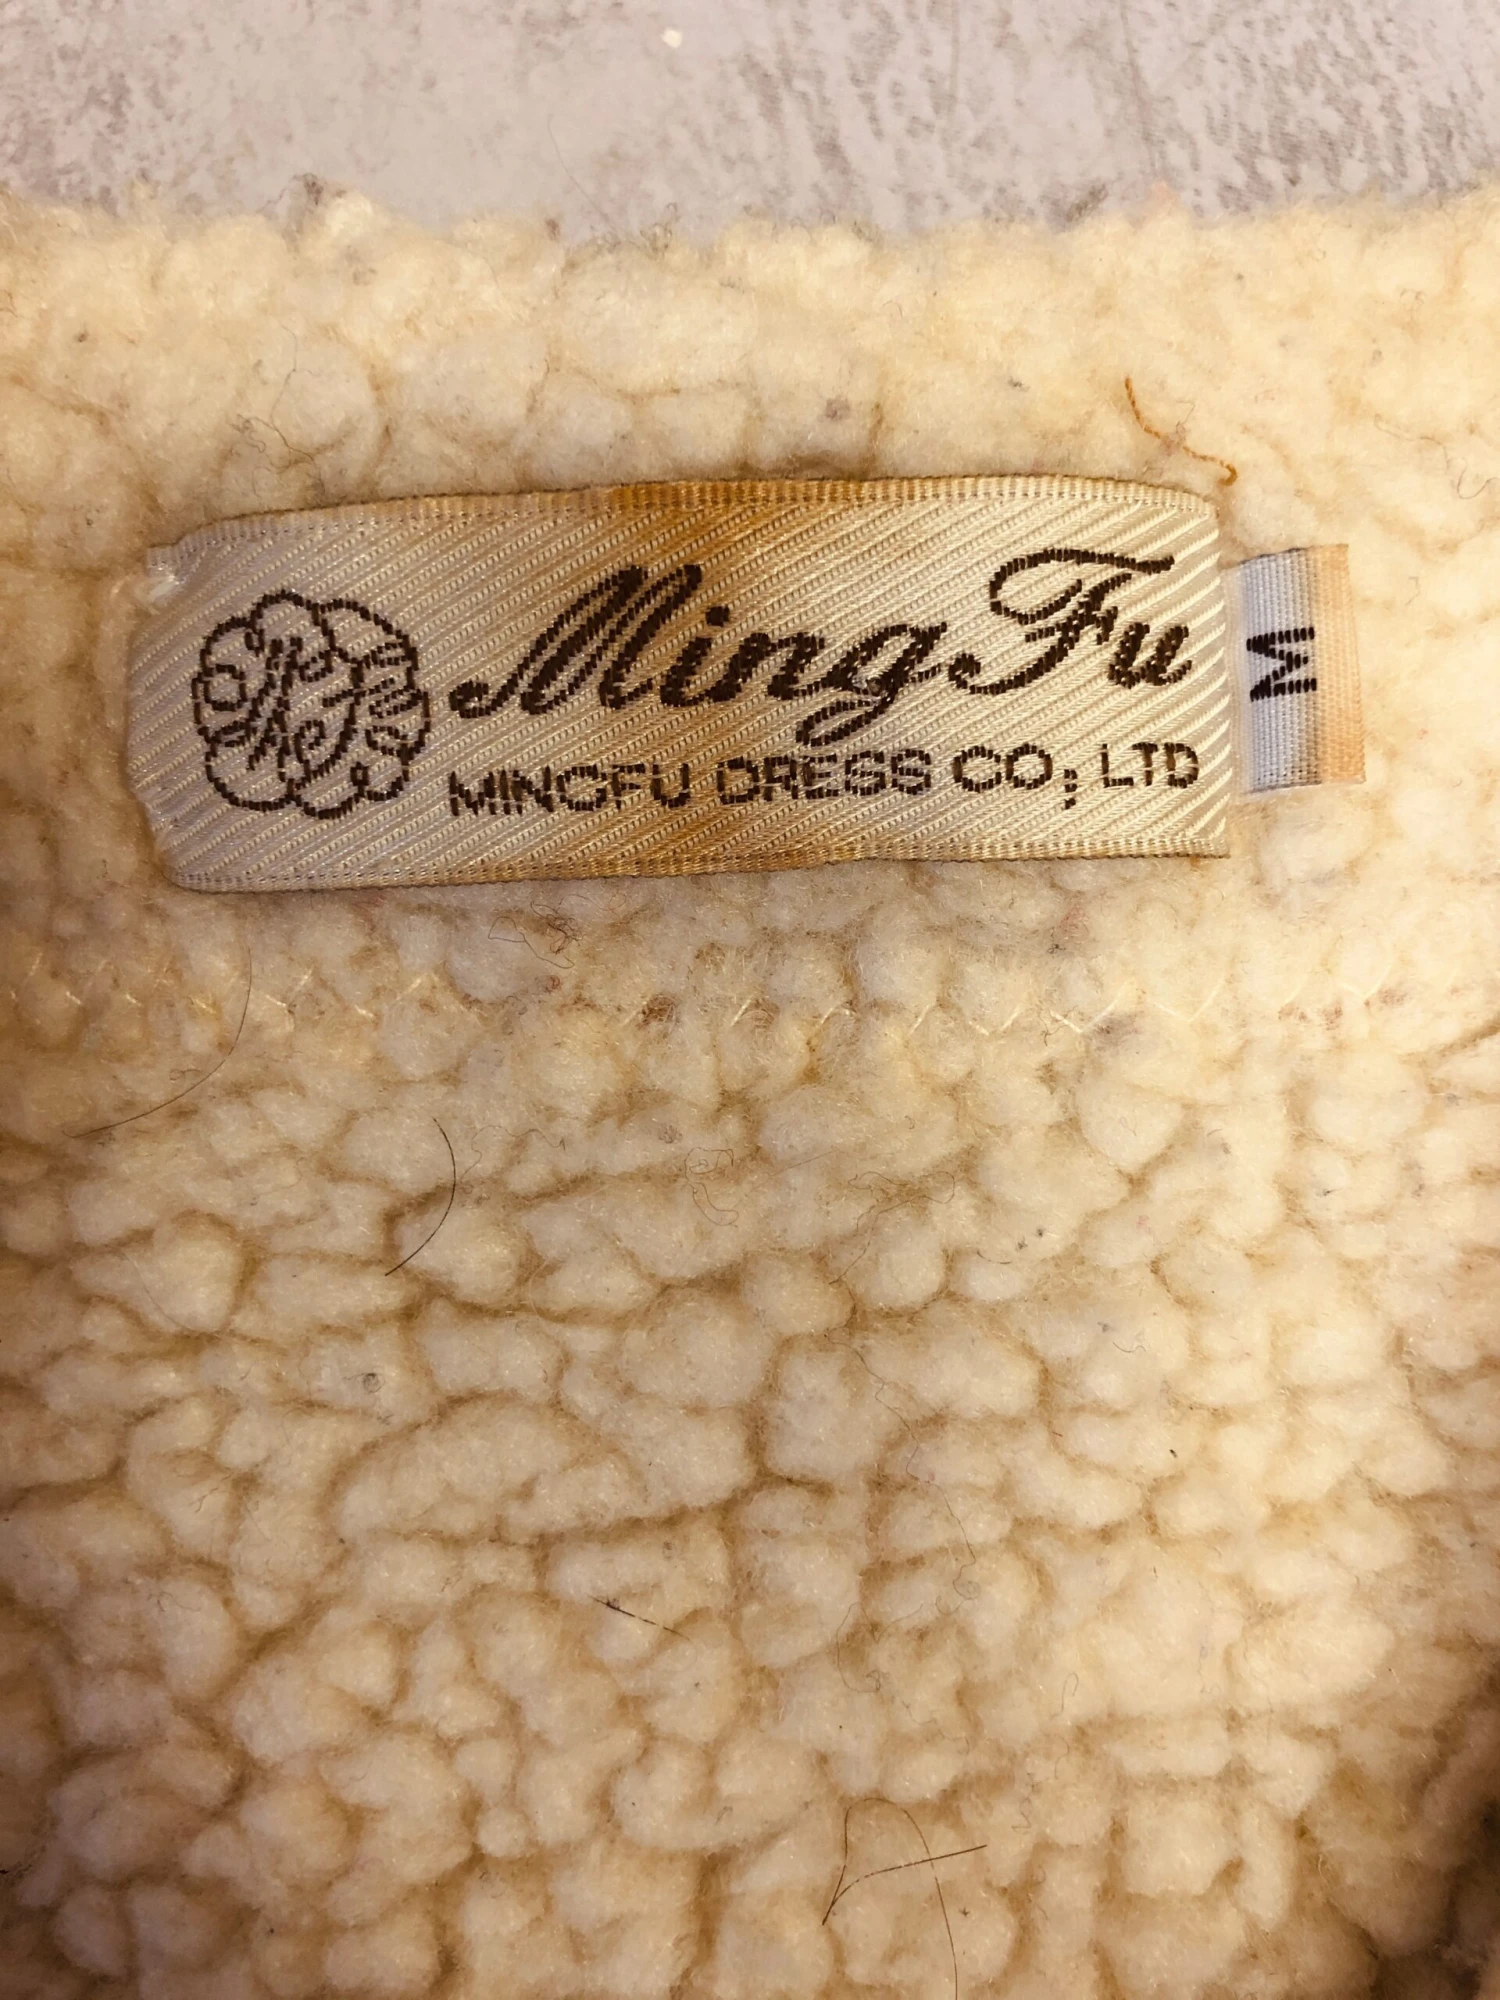 Ming Fu
MINGFU DRESS CO; LTD
M